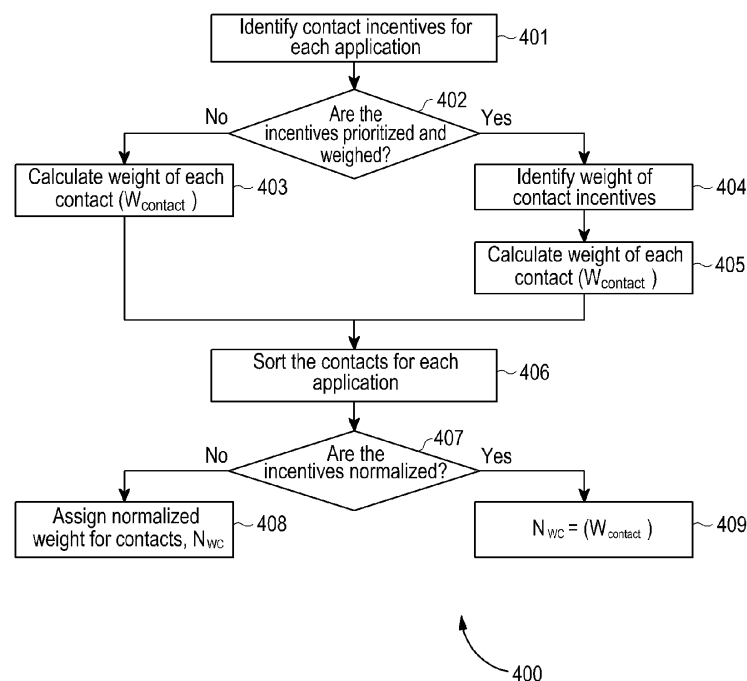 Identify contact incentives for
each application
401
402
No
Are the
incentives prioritized and
weighed?
Yes
Calculate weight of each
contact (Wcontact )
403
Identify weight of
contact incentives
404
Calculate weight of each
contact (Wcontact )
405
Sort the contacts for each
application
406
407
No
Are the
incentives normalized?
Yes
Assign normalized
weight for contacts, NWC
408
NWC = (Wcontact )
409
400